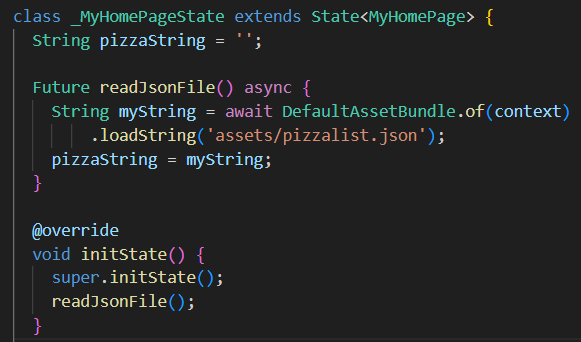 class _MyHomePageState extends State<MyHomePage> {
  String pizzaString = '';

  Future readJsonFile() async {
    String myString = await DefaultAssetBundle.of(context)
        .loadString('assets/pizzalist.json');
    pizzaString = myString;
  }

  @override
  void initState() {
    super.initState();
    readJsonFile();
  }